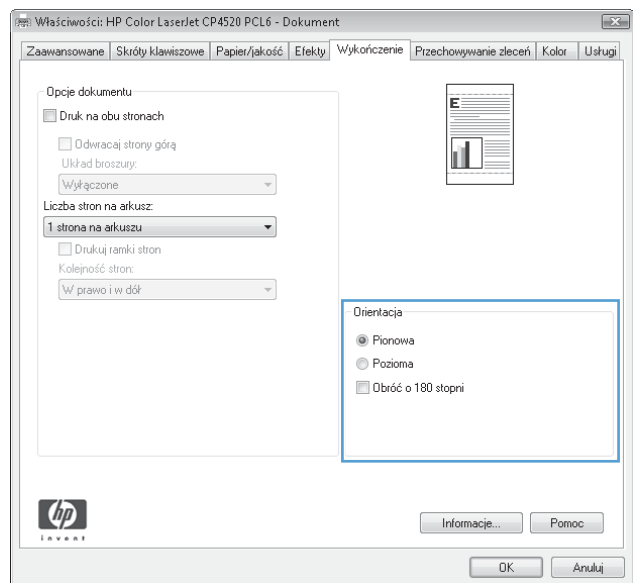 Właściwości: HP Color LaserJet CP4520 PCL6 - Dokument
Zaawansowane Skróty klawiszowe Papier/jakość Efekty Wykończenie Przechowywanie zleceń Kolor Usługi
Opcje dokumentu
Druk na obu stronach
Odwracaj strony górą
Układ broszury:
Wyłączone
Liczba stron na arkusz:
1 strona na arkuszu
Drukuj ramki stron
Kolejność stron:
W prawo i w dół
E
Orientacja
Pionowa
Pozioma
Obróć o 180 stopni
hp
invent
Informacje... Pomoc
OK Anuluj